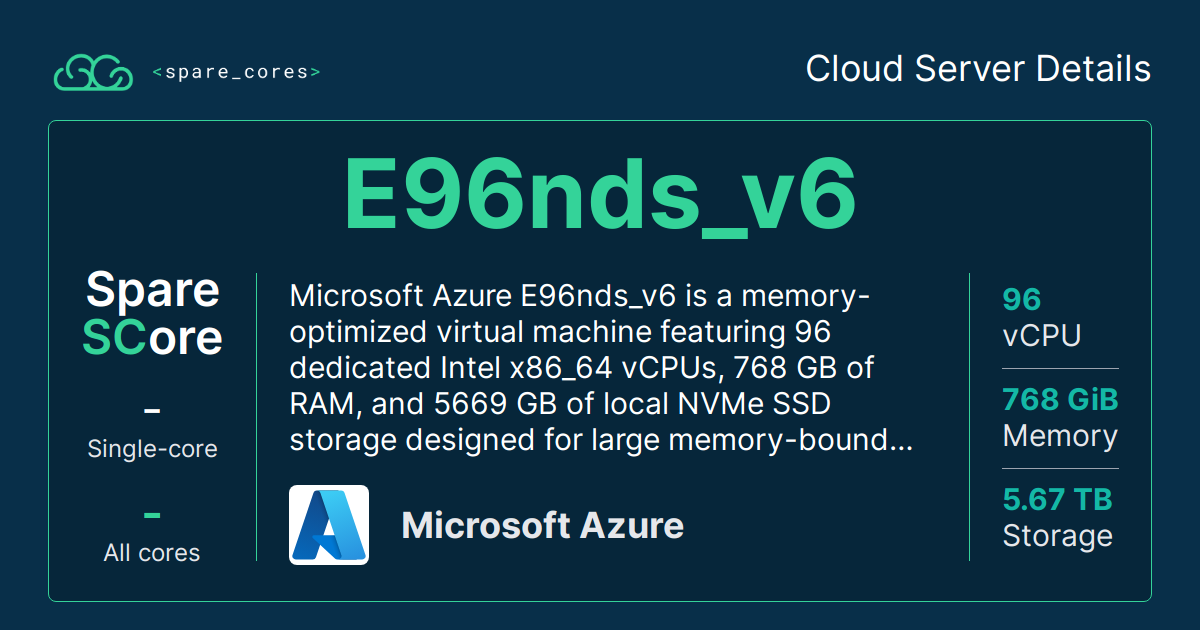 <spare_cores>
Cloud Server Details
E96nds_v6
Spare
SCore
–
Single-core
–
All cores
Microsoft Azure E96nds_v6 is a memory-
optimized virtual machine featuring 96
dedicated Intel x86_64 vCPUs, 768 GB of
RAM, and 5669 GB of local NVMe SSD
storage designed for large memory-bound...
Microsoft Azure
96
vCPU
768 GiB
Memory
5.67 TB
Storage